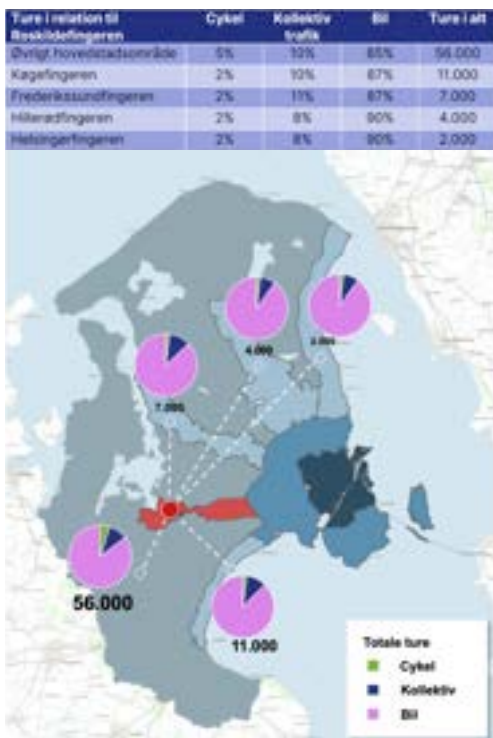 Ture i relation til Roskildefingeren Cykel Kollektiv trafik Bil Ture i alt
Øvrigt hovedstadsområde 5% 10% 85% 56.000
Køgefingeren 2% 10% 87% 11.000
Frederikssundfingeren 2% 11% 87% 7.000
Hillerødfingeren 2% 8% 90% 4.000
Helsingørfingeren 2% 8% 90% 2.000
4.000
2.000
7.000
56.000
11.000
Totale ture
Cykel
Kollektiv
Bil